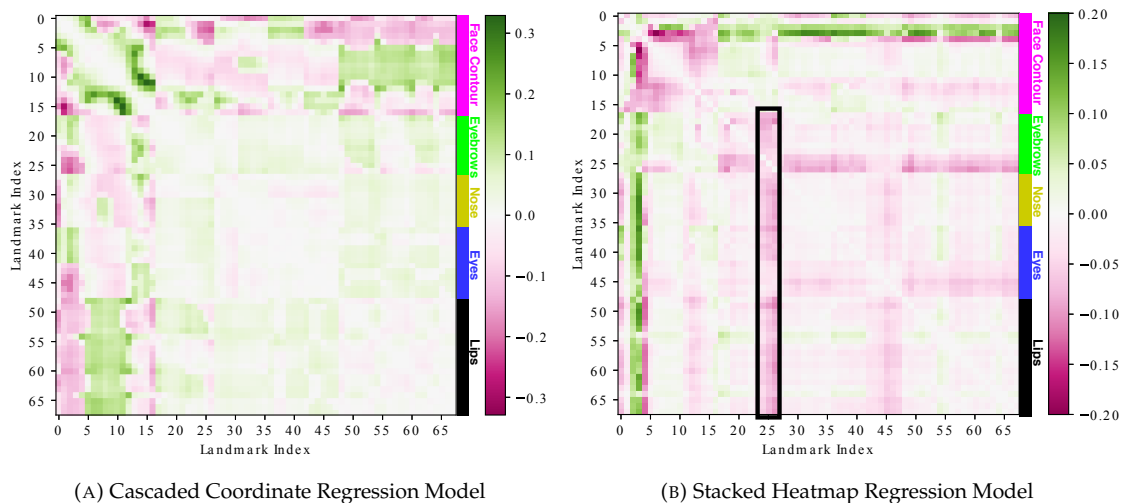 0
5
10
15
20
25
30
35
40
45
50
55
60
65
0 5 10 15 20 25 30 35 40 45 50 55 60 65
Landmark Index
Landmark Index
Face Contour
Eyebrows
Nose
Eyes
Lips
0.3
0.2
0.1
0.0
−0.1
−0.2
−0.3
(A) Cascaded Coordinate Regression Model
0
5
10
15
20
25
30
35
40
45
50
55
60
65
0 5 10 15 20 25 30 35 40 45 50 55 60 65
Landmark Index
Landmark Index
Face Contour
Eyebrows
Nose
Eyes
Lips
0.20
0.15
0.10
0.05
0.00
−0.05
−0.10
−0.15
−0.20
(B) Stacked Heatmap Regression Model